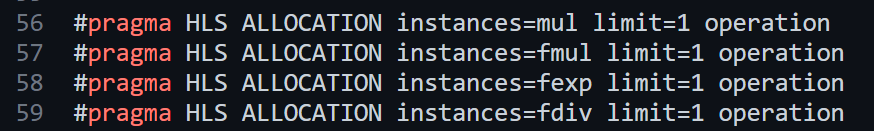 56 #pragma HLS ALLOCATION instances=mul limit=1 operation
57 #pragma HLS ALLOCATION instances=fmul limit=1 operation
58 #pragma HLS ALLOCATION instances=fexp limit=1 operation
59 #pragma HLS ALLOCATION instances=fdiv limit=1 operation